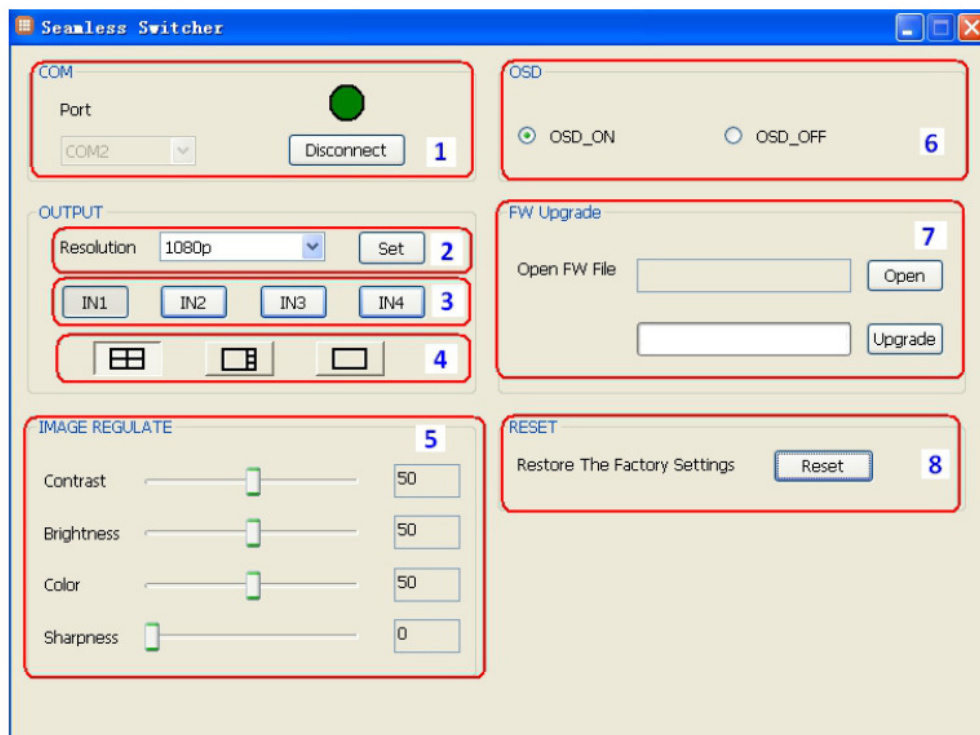 Seamless Switcher
COM
Port
COM2
Disconnect
1
OUTPUT
Resolution
1080p
Set
2
IN1
IN2
IN3
IN4
3
4
IMAGE REGULATE
5
Contrast
50
Brightness
50
Color
50
Sharpness
0
OSD
OSD_ON
OSD_OFF
6
FW Upgrade
7
Open FW File
Open
Upgrade
RESET
Restore The Factory Settings
Reset
8